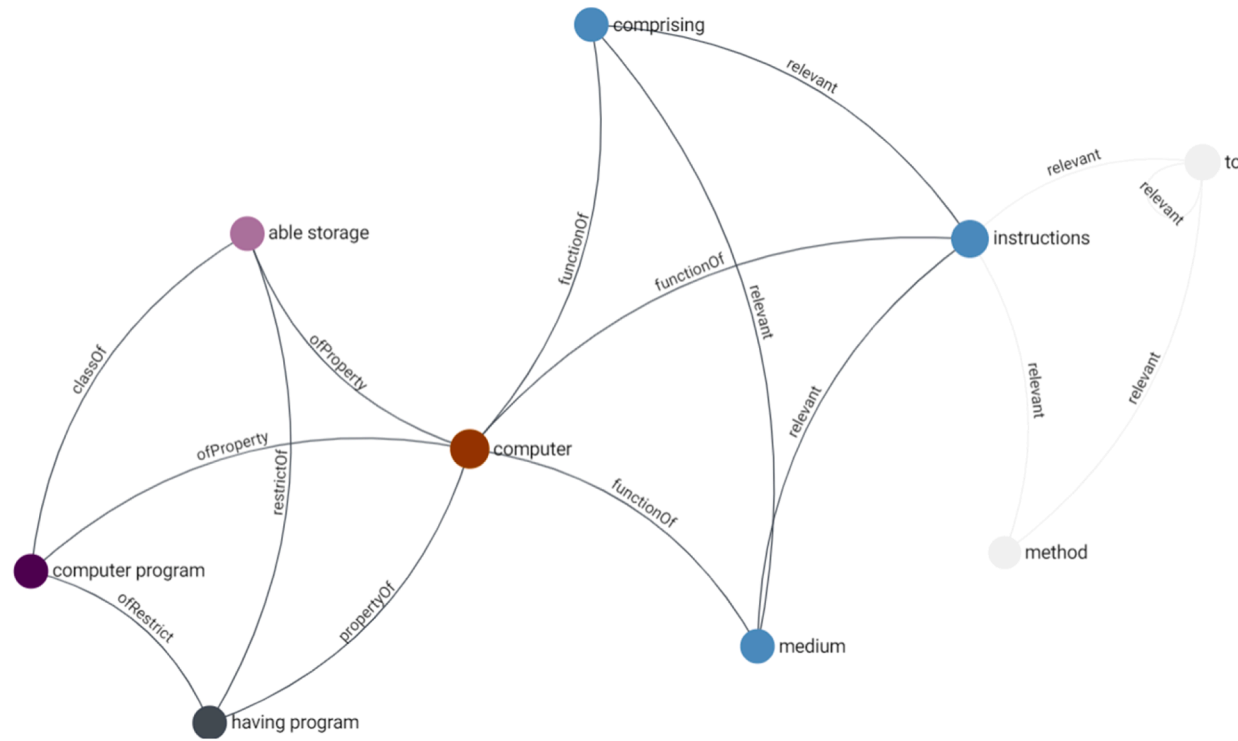 comprising
relevant
relevant
to
relevant
able storage
functionOf
instructions
functionOf
relevant
classOf
ofProperty
relevant
relevant
relevant
ofProperty
computer
restrictOf
functionOf
method
computer program
ofRestrict
propertyOf
medium
having program